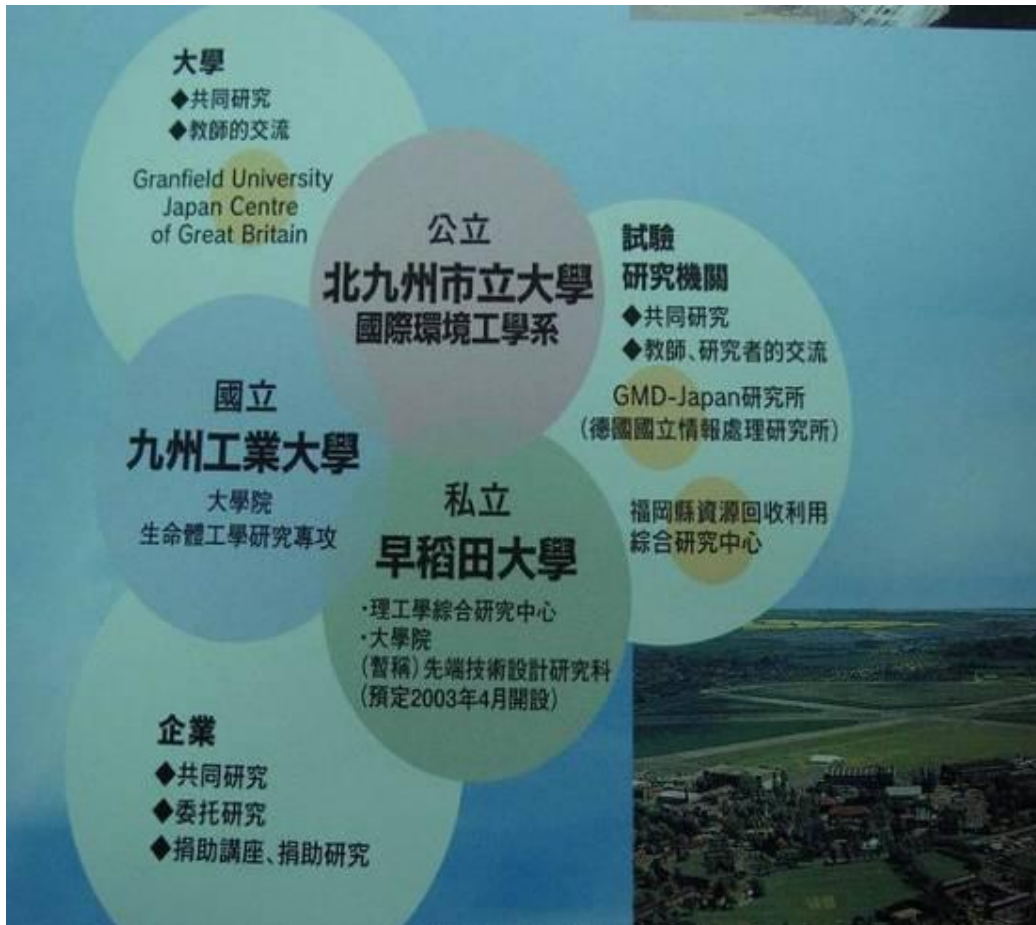 大學
◆共同研究
◆教師的交流
Granfield University
Japan Centre
of Great Britain
公立
北九州市立大學
國際環境工學系
試驗
研究機關
◆共同研究
◆教師、研究者的交流
GMD-Japan研究所
(德國國立情報處理研究所)
福岡縣資源回收利用
綜合研究中心
國立
九州工業大學
大學院
生命體工學研究專攻
私立
早稻田大學
·理工學綜合研究中心
·大學院
(暫稱)先端技術設計研究科
(預定2003年4月開設)
企業
◆共同研究
◆委托研究
◆捐助講座、捐助研究